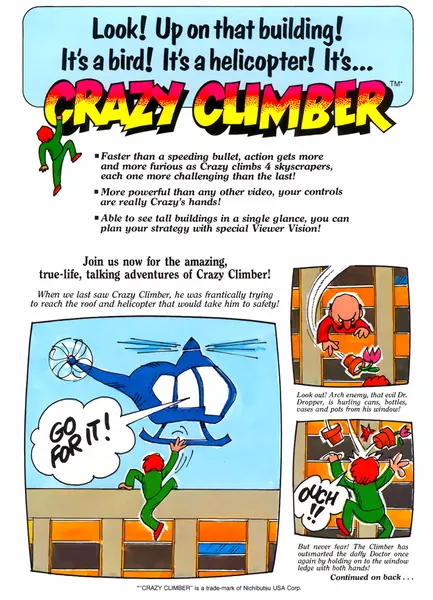 Look! Up on that building!
It's a bird! It's a helicopter! It's...
CRAZY CLIMBER TM*
▪ Faster than a speeding bullet, action gets more
and more furious as Crazy climbs 4 skyscrapers,
each one more challenging than the last!
▪ More powerful than any other video, your controls
are really Crazy's hands!
▪ Able to see tall buildings in a single glance, you can
plan your strategy with special Viewer Vision!
Join us now for the amazing,
true-life, talking adventures of Crazy Climber!
When we last saw Crazy Climber, he was frantically trying
to reach the roof and helicopter that would take him to safety!
GO
FOR IT!
Look out! Arch enemy, that evil Dr.
Dropper, is hurling cans, bottles,
vases and pots from his window!
OUCH
!!
But never fear! The Climber has
outsmarted the daffy Doctor once
again by holding on to the window
ledge with both hands!
Continued on back...
*"CRAZY CLIMBER" is a trade-mark of Nichibutsu USA Corp.